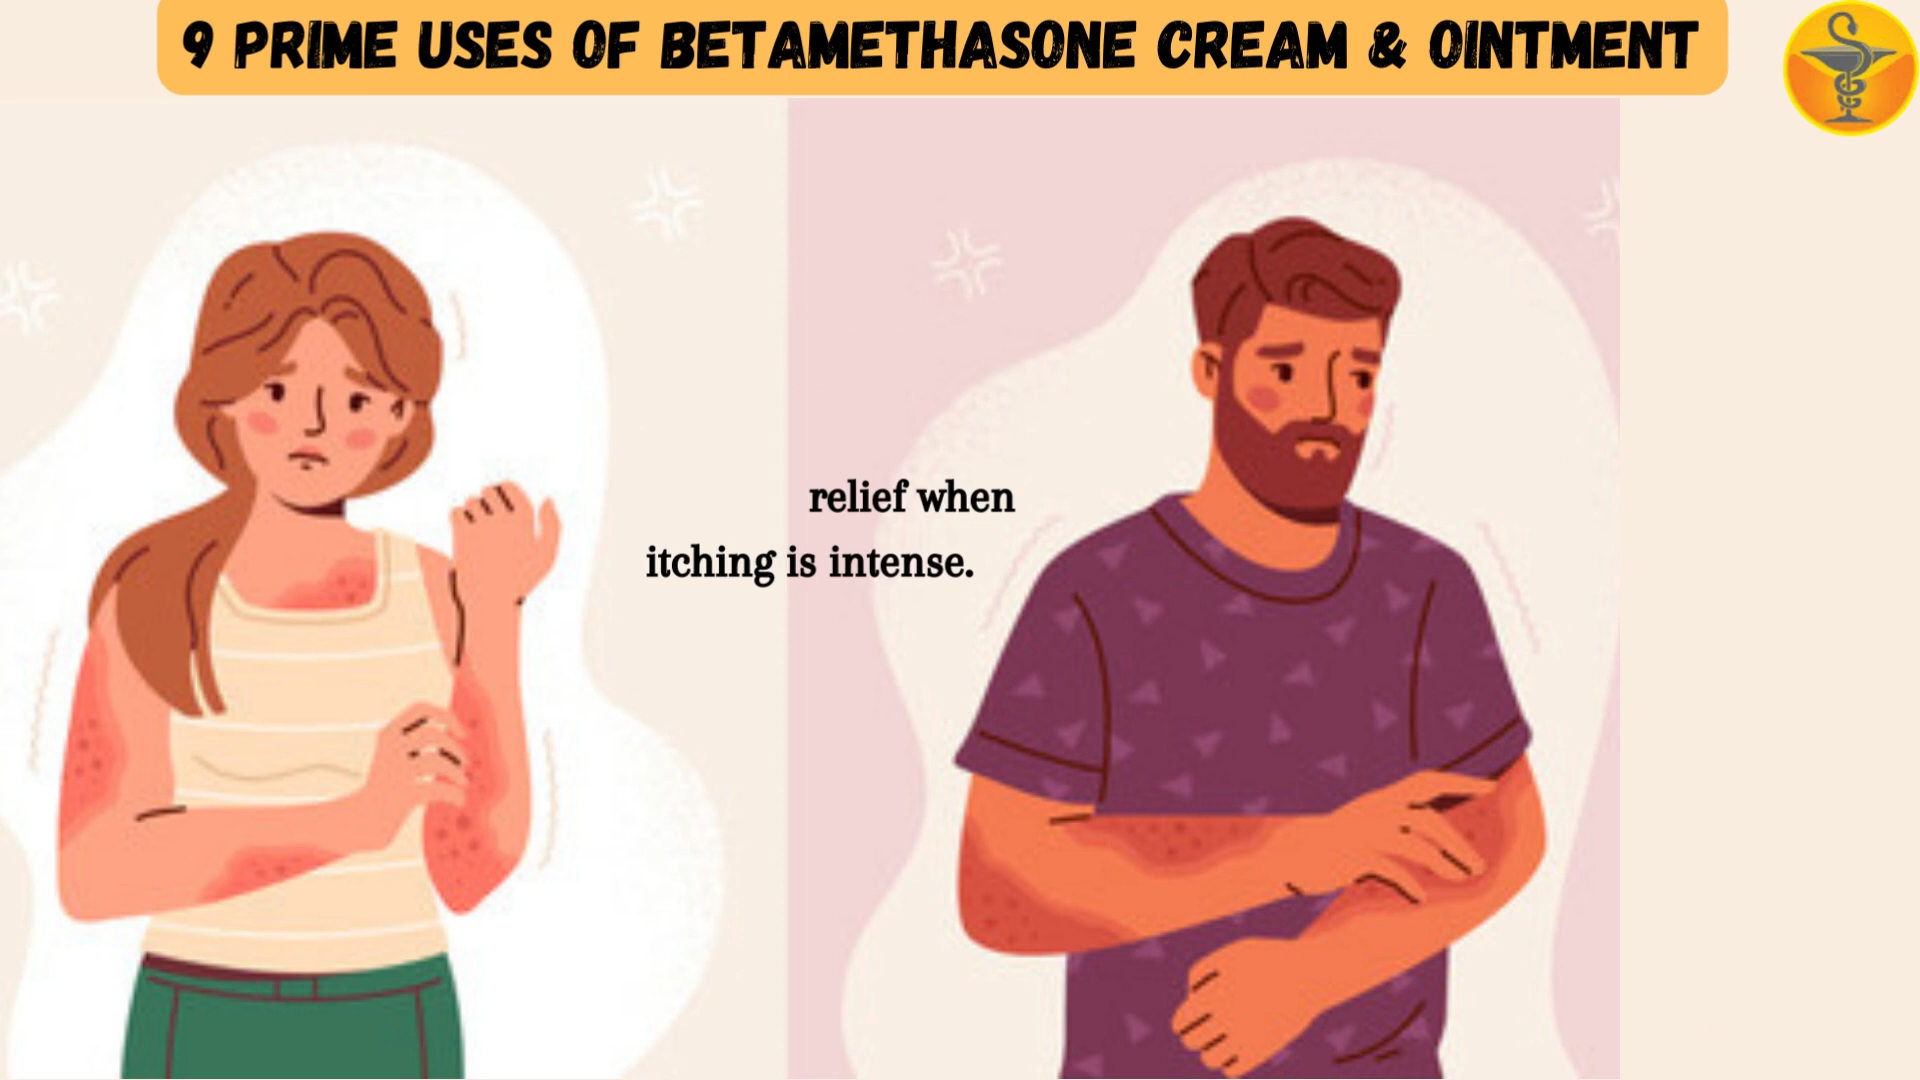 9 PRIME USES OF BETAMETHASONE CREAM & OINTMENT
relief when
itching is intense.